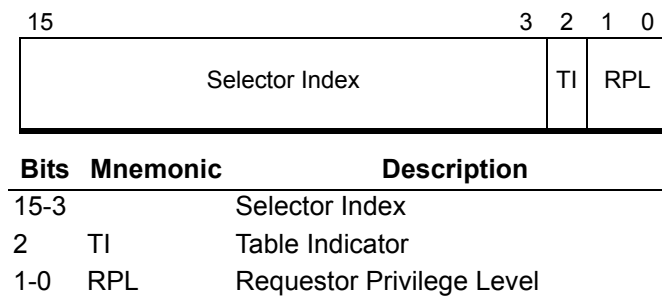 15 3 2 1 0
Selector Index TI RPL
Bits Mnemonic Description
15-3 Selector Index
2 TI Table Indicator
1-0 RPL Requestor Privilege Level